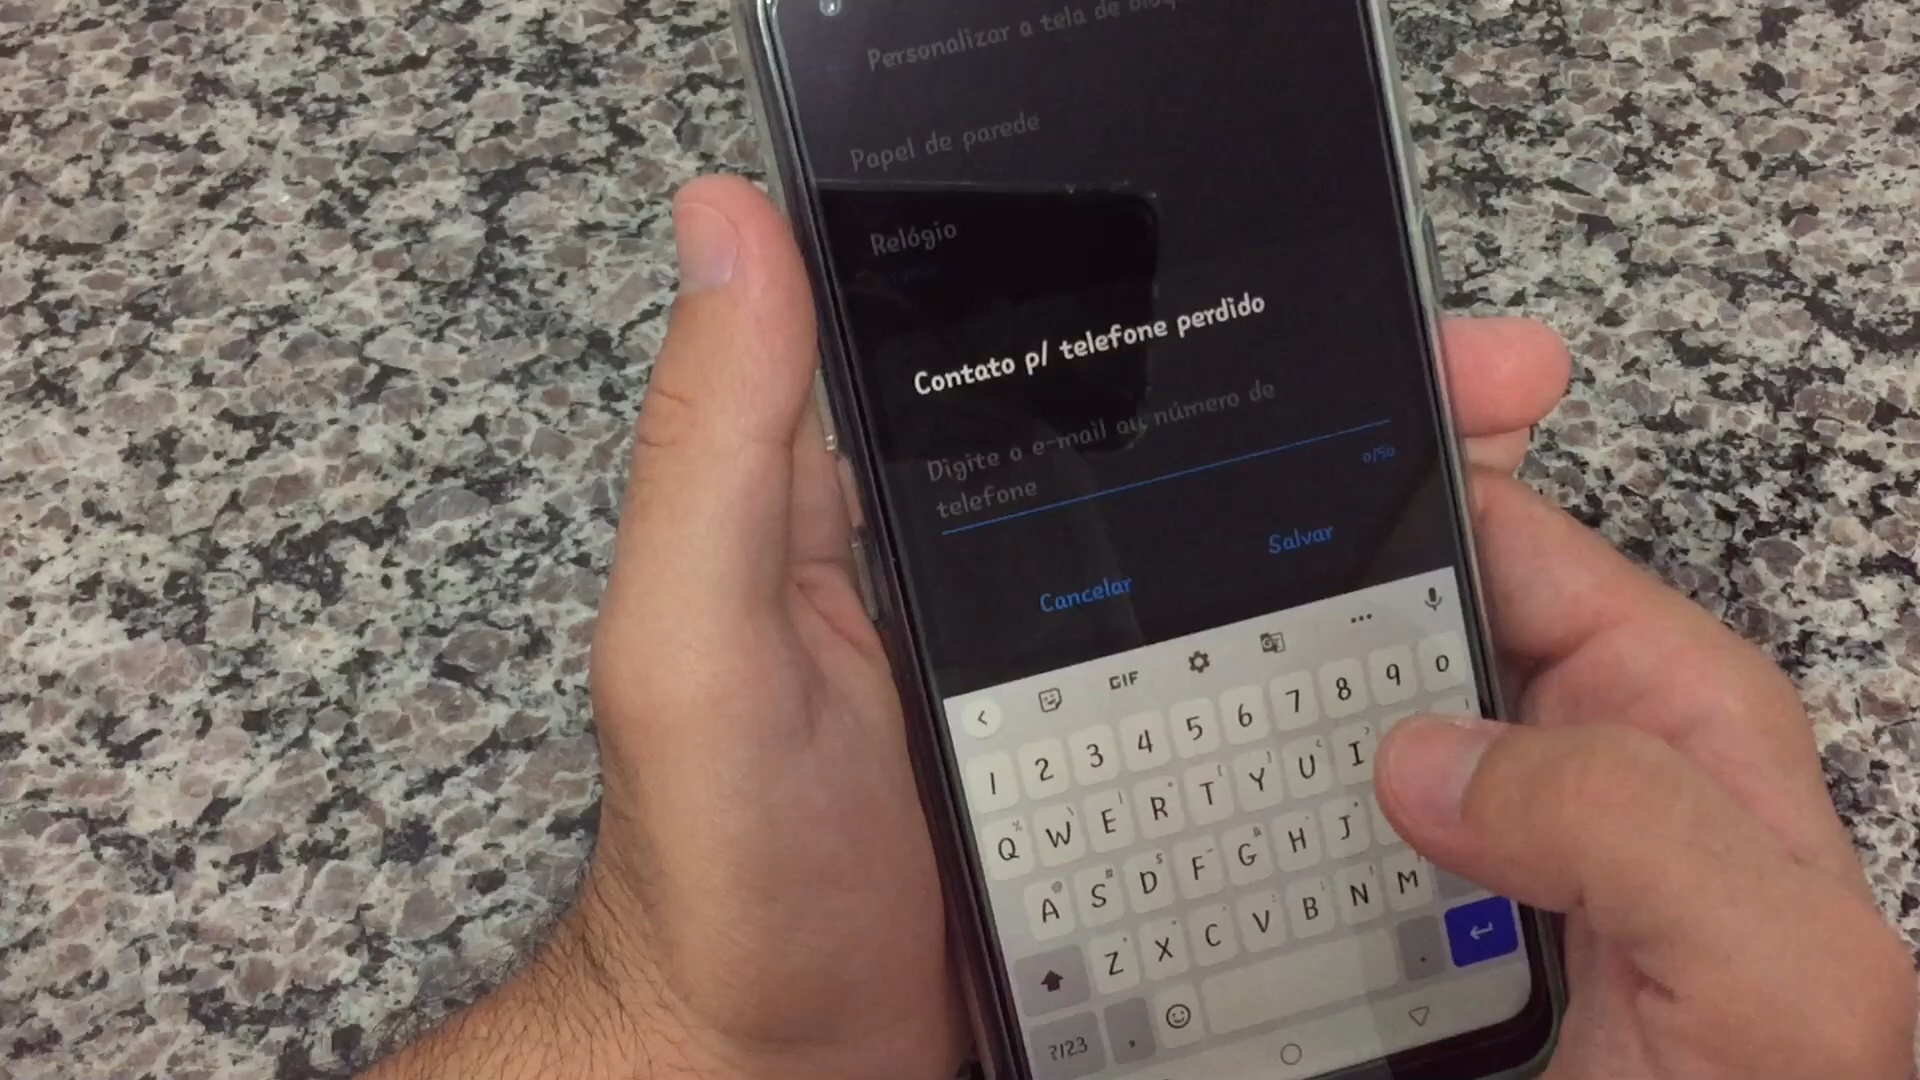 Personalizar a tela de
Papel de parede
Relógio
Contato p/ telefone perdido
Digite o e-mail ou número de
telefone
0/50
Salvar
Cancelar
GIF
1 2 3 4 5 6 7 8 9 0
Q W E R T Y U I
A S D F G H J
Z X C V B N M
?123 , .